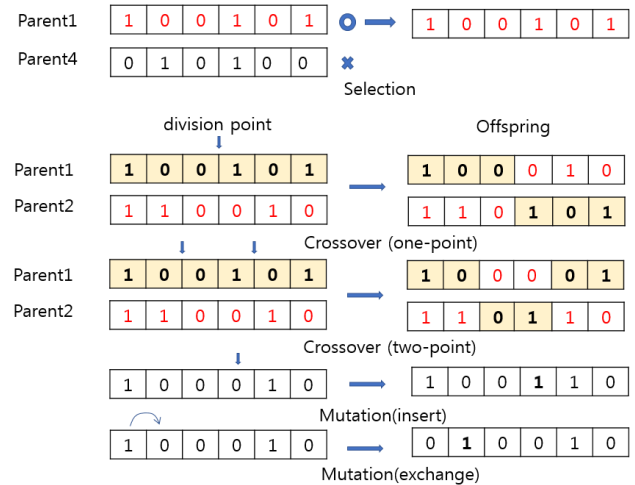 Parent1 1 0 0 1 0 1 1 0 0 1 0 1
Parent4 0 1 0 1 0 0
Selection
division point Offspring
Parent1 1 0 0 1 0 1 1 0 0 0 1 0
Parent2 1 1 0 0 1 0 1 1 0 1 0 1
Crossover (one-point)
Parent1 1 0 0 1 0 1 1 0 0 0 0 1
Parent2 1 1 0 0 1 0 1 1 0 1 1 0
Crossover (two-point)
1 0 0 0 1 0 1 0 0 1 1 0
Mutation(insert)
1 0 0 0 1 0 0 1 0 0 1 0
Mutation(exchange)